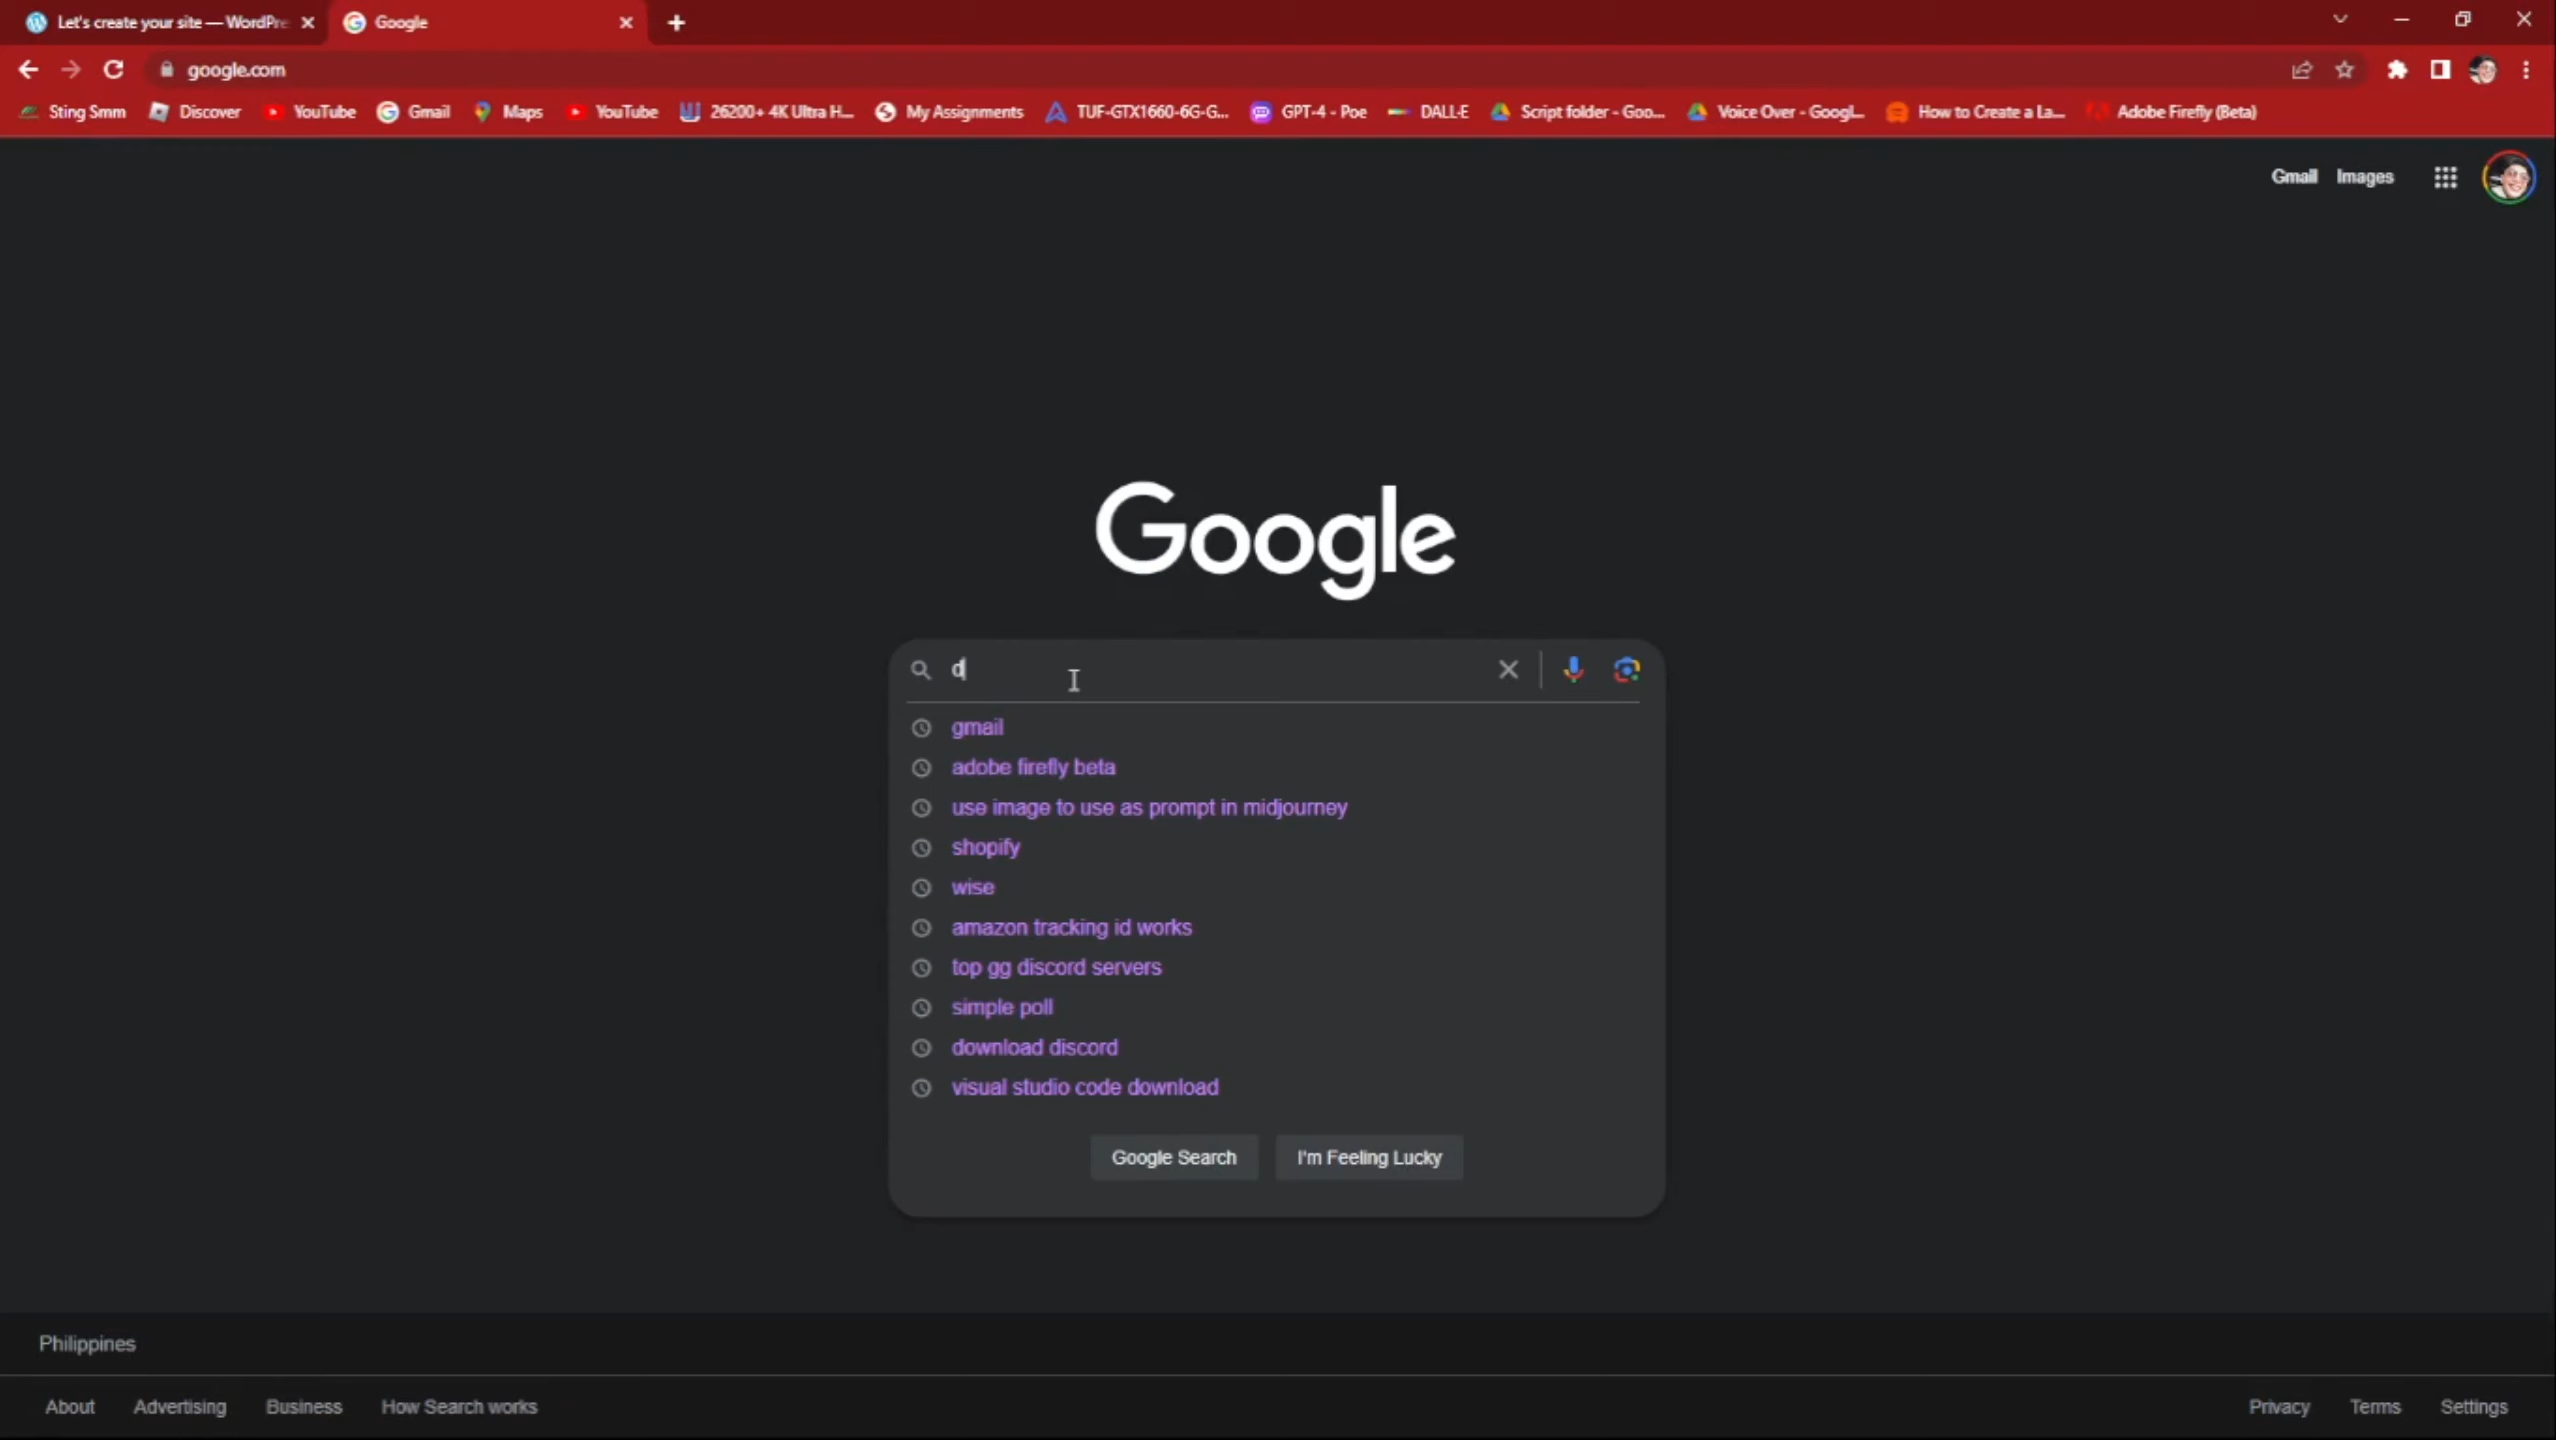 Let's create your site — WordPre
Google
google.com
Sting Smm
Discover
YouTube
Gmail
Maps
YouTube
26200+ 4K Ultra H...
My Assignments
TUF-GTX1660-6G-G...
GPT-4 - Poe
DALL·E
Script folder - Goo...
Voice Over - Googl...
How to Create a La...
Adobe Firefly (Beta)
Gmail
Images
Google
d
gmail
adobe firefly beta
use image to use as prompt in midjourney
shopify
wise
amazon tracking id works
top gg discord servers
simple poll
download discord
visual studio code download
Google Search
I'm Feeling Lucky
Philippines
About
Advertising
Business
How Search works
Privacy
Terms
Settings